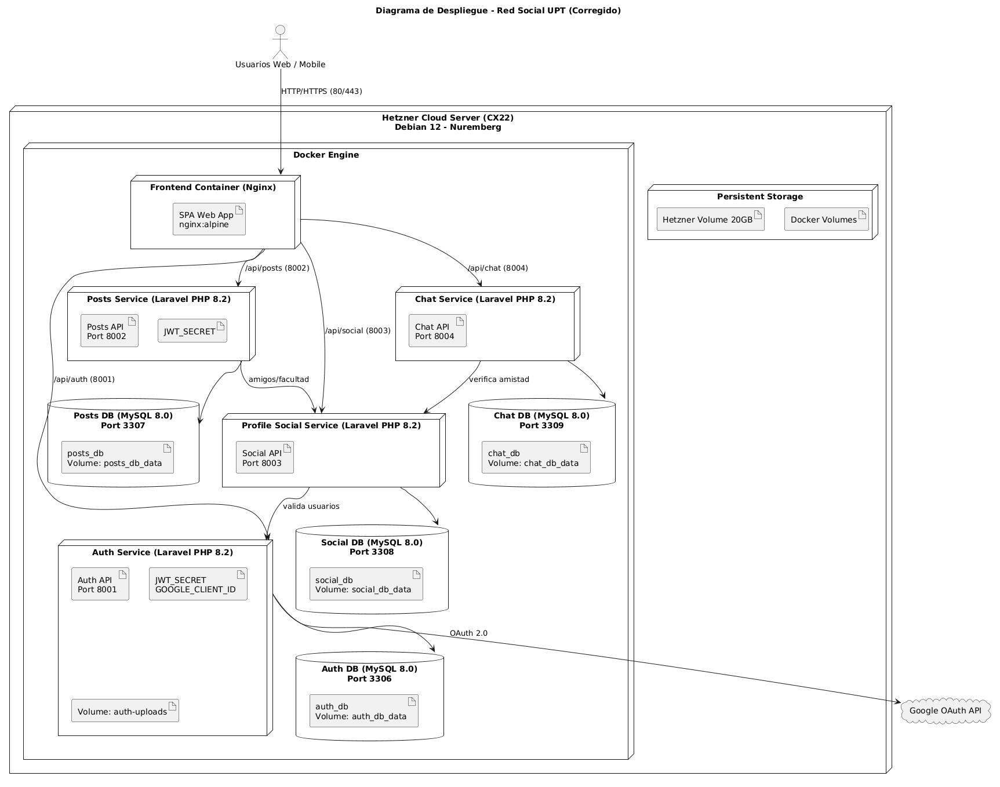 Diagrama de Despliegue - Red Social UPT (Corregido)
Usuarios Web / Mobile
HTTP/HTTPS (80/443)
Hetzner Cloud Server (CX22)
Debian 12 - Nuremberg
Docker Engine
Frontend Container (Nginx)
SPA Web App
nginx:alpine
Persistent Storage
Hetzner Volume 20GB
Docker Volumes
/api/posts (8002)
/api/chat (8004)
Posts Service (Laravel PHP 8.2)
Posts API
Port 8002
JWT_SECRET
/api/social (8003)
Chat Service (Laravel PHP 8.2)
Chat API
Port 8004
/api/auth (8001)
amigos/facultad
verifica amistad
Posts DB (MySQL 8.0)
Port 3307
posts_db
Volume: posts_db_data
Profile Social Service (Laravel PHP 8.2)
Social API
Port 8003
Chat DB (MySQL 8.0)
Port 3309
chat_db
Volume: chat_db_data
valida usuarios
Auth Service (Laravel PHP 8.2)
Auth API
Port 8001
JWT_SECRET
GOOGLE_CLIENT_ID
Volume: auth-uploads
Social DB (MySQL 8.0)
Port 3308
social_db
Volume: social_db_data
OAuth 2.0
Auth DB (MySQL 8.0)
Port 3306
auth_db
Volume: auth_db_data
Google OAuth API